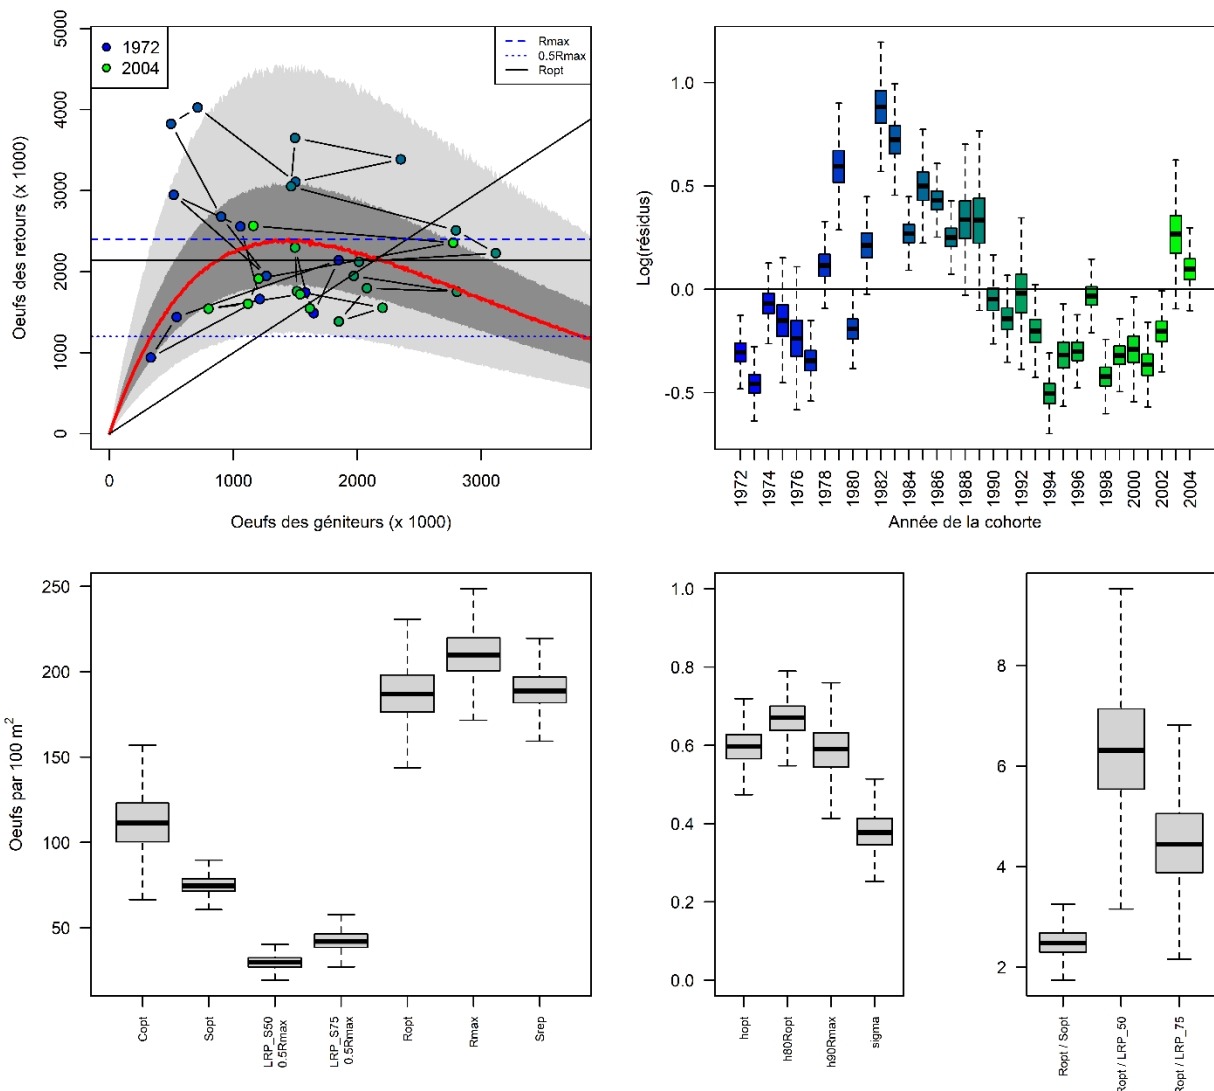 1972
2004
Rmax
0.5Rmax
Ropt
Oeufs des retours (x 1000)
5000
4000
3000
2000
1000
0
0 1000 2000 3000
Oeufs des géniteurs (x 1000)
Log(résidus)
1.0
0.5
0.0
-0.5
1972 1974 1976 1978 1980 1982 1984 1986 1988 1990 1992 1994 1996 1998 2000 2002 2004
Année de la cohorte
Oeufs par 100 m²
250
200
150
100
50
Copt
Sopt
LRP_S50
0.5Rmax
LRP_S75
0.5Rmax
Ropt
Rmax
Srep
1.0
0.8
0.6
0.4
0.2
0.0
hopt
h80Ropt
h90Rmax
sigma
8
6
4
2
Ropt / Sopt
Ropt / LRP_50
Ropt / LRP_75